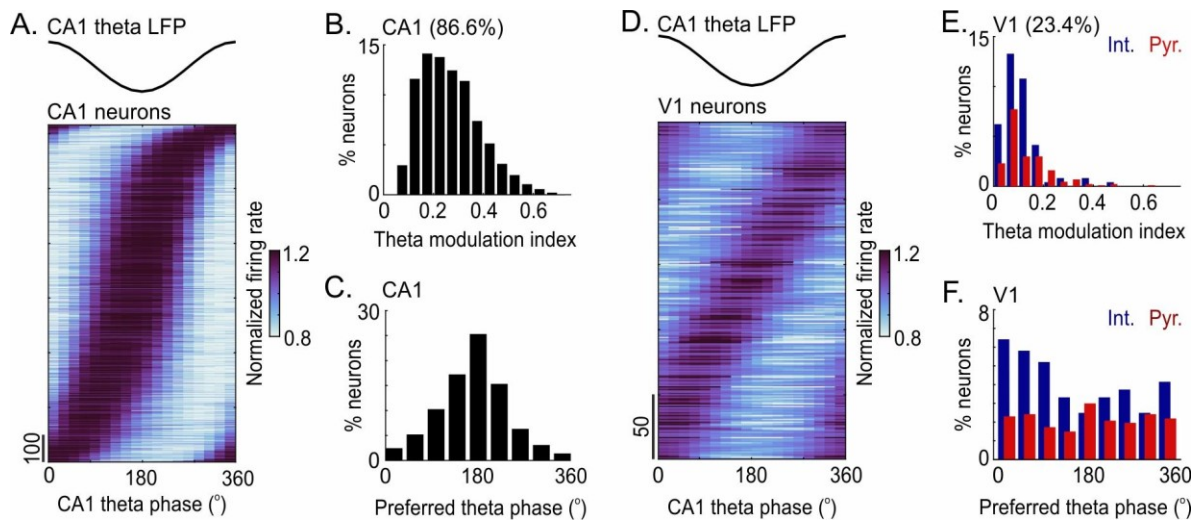 A.
CA1 theta LFP
CA1 neurons
100
0
180
360
CA1 theta phase (°)
1.2
0.8
Normalized firing rate
B.
CA1 (86.6%)
15
0
% neurons
0
0.2
0.4
0.6
Theta modulation index
C.
CA1
30
0
% neurons
0
180
360
Preferred theta phase (°)
D.
CA1 theta LFP
V1 neurons
50
0
180
360
CA1 theta phase (°)
1.2
0.8
Normalized firing rate
E.
V1 (23.4%)
Int. Pyr.
15
0
% neurons
0
0.2
0.4
0.6
Theta modulation index
F.
V1
Int. Pyr.
8
0
% neurons
0
180
360
Preferred theta phase (°)